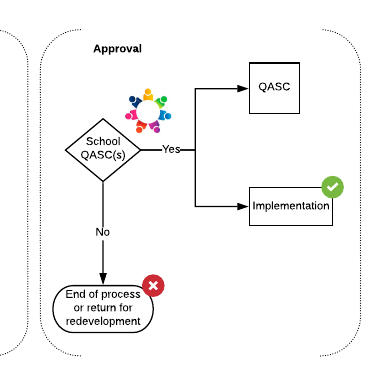 Approval
School
QASC(s)
Yes
QASC
Implementation
No
End of process
or return for
redevelopment